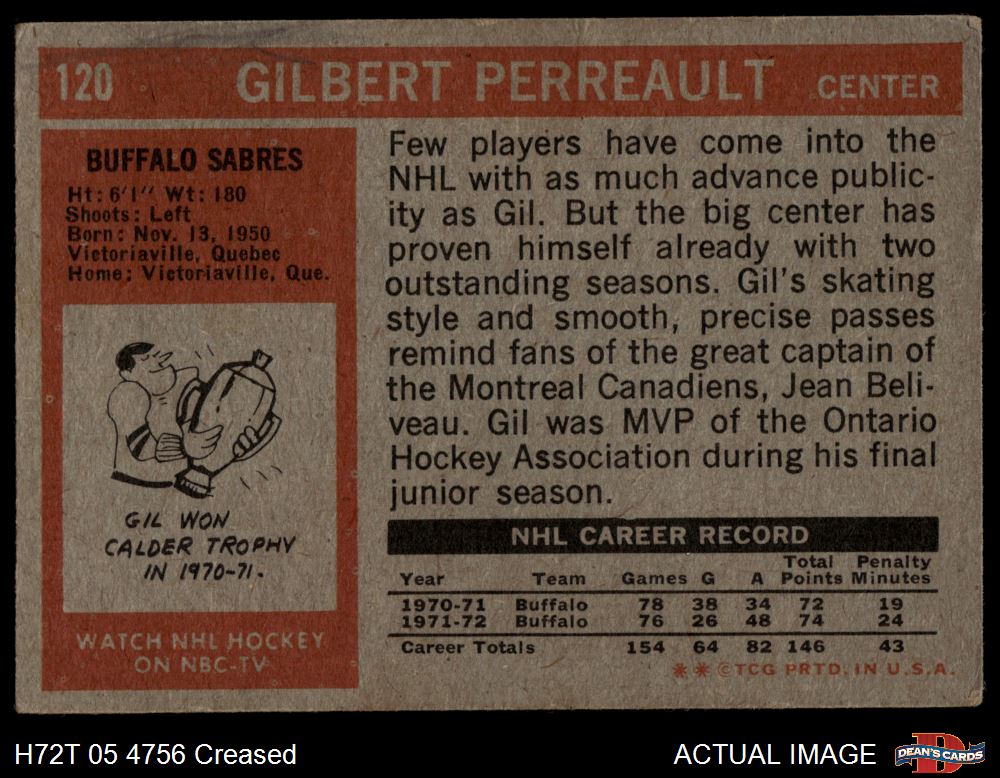 120 GILBERT PERREAULT CENTER
BUFFALO SABRES
Ht: 6'1" Wt: 180
Shoots: Left
Born: Nov. 13, 1950
Victoriaville, Quebec
Home: Victoriaville, Que.
GIL WON
CALDER TROPHY
IN 1970-71.
WATCH NHL HOCKEY
ON NBC-TV
Few players have come into the
NHL with as much advance public-
ity as Gil. But the big center has
proven himself already with two
outstanding seasons. Gil's skating
style and smooth, precise passes
remind fans of the great captain of
the Montreal Canadiens, Jean Beli-
veau. Gil was MVP of the Ontario
Hockey Association during his final
junior season.
NHL CAREER RECORD
Total Penalty
Year Team Games G A Points Minutes
1970-71 Buffalo 78 38 34 72 19
1971-72 Buffalo 76 26 48 74 24
Career Totals 154 64 82 146 43
** ©TCG PRTD. IN U.S.A.
H72T 05 4756 Creased
ACTUAL IMAGE
D
DEAN'S CARDS